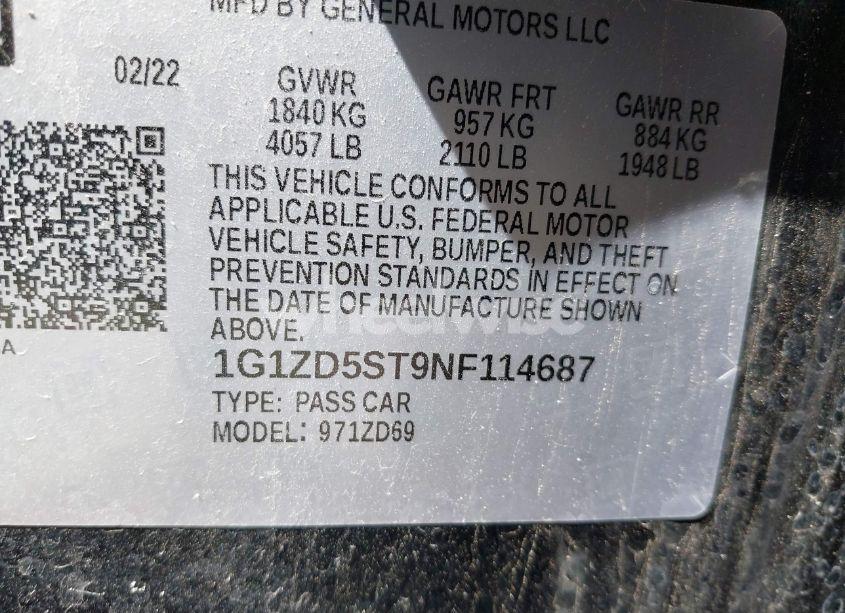 MFD BY GENERAL MOTORS LLC
02/22
GVWR
1840 KG
4057 LB
GAWR FRT
957 KG
2110 LB
GAWR RR
884 KG
1948 LB
THIS VEHICLE CONFORMS TO ALL
APPLICABLE U.S. FEDERAL MOTOR
VEHICLE SAFETY, BUMPER, AND THEFT
PREVENTION STANDARDS IN EFFECT ON
THE DATE OF MANUFACTURE SHOWN
ABOVE.
1G1ZD5ST9NF114687
TYPE: PASS CAR
MODEL: 971ZD69
A